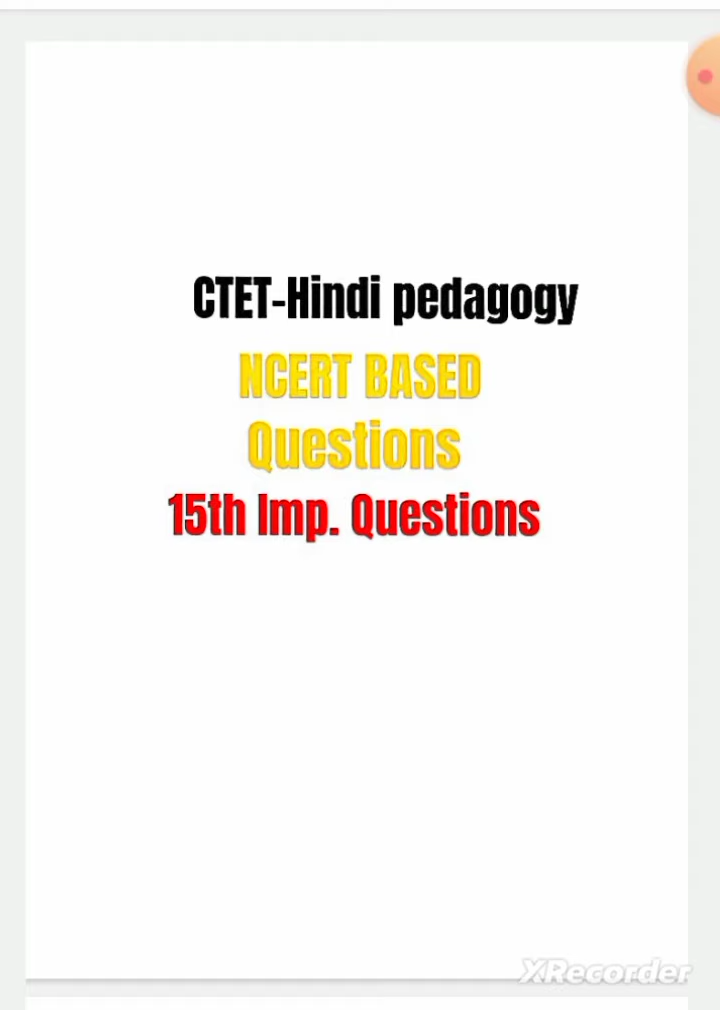 CTET-Hindi pedagogy
NCERT BASED
Questions
15th Imp. Questions
XRecorder